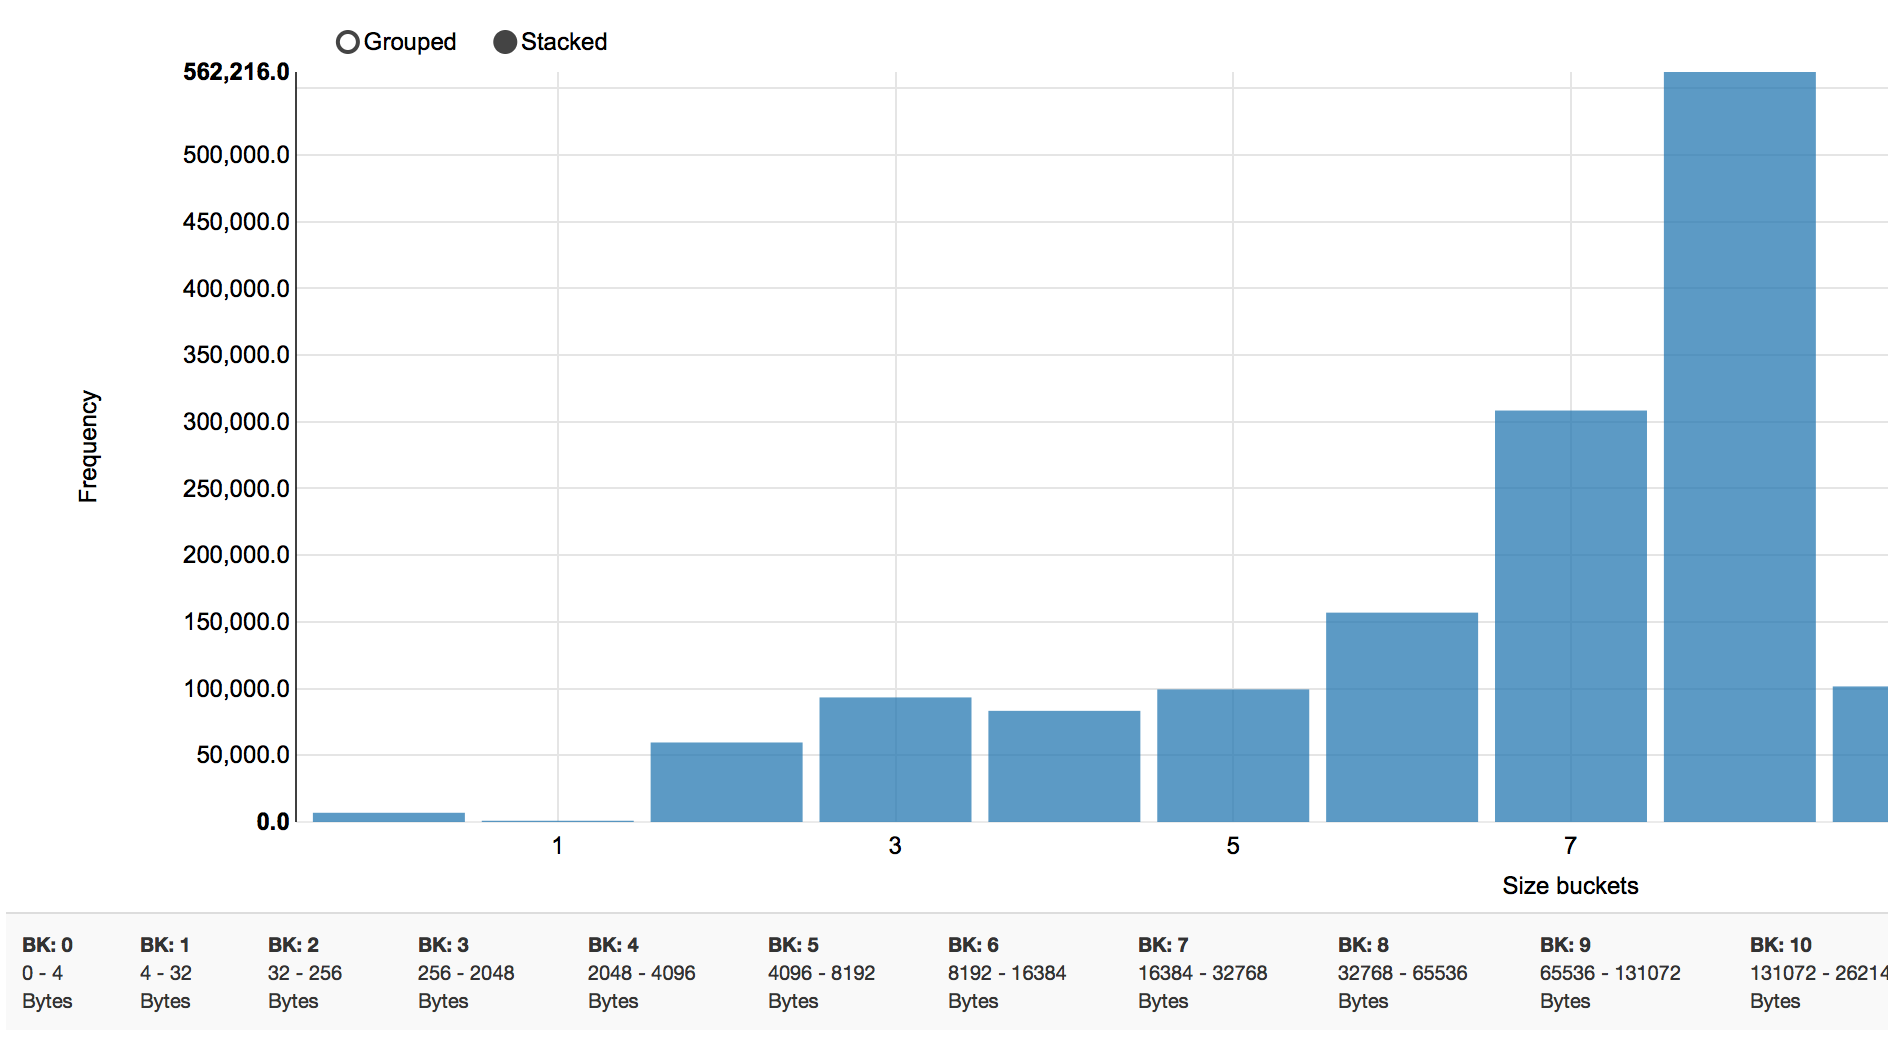 Grouped Stacked
562,216.0
500,000.0
450,000.0
400,000.0
350,000.0
300,000.0
250,000.0
200,000.0
150,000.0
100,000.0
50,000.0
0.0
Frequency
1 3 5 7
Size buckets
BK: 0 BK: 1 BK: 2 BK: 3 BK: 4 BK: 5 BK: 6 BK: 7 BK: 8 BK: 9 BK: 10
0 - 4 4 - 32 32 - 256 256 - 2048 2048 - 4096 4096 - 8192 8192 - 16384 16384 - 32768 32768 - 65536 65536 - 131072 131072 - 26214
Bytes Bytes Bytes Bytes Bytes Bytes Bytes Bytes Bytes Bytes Bytes